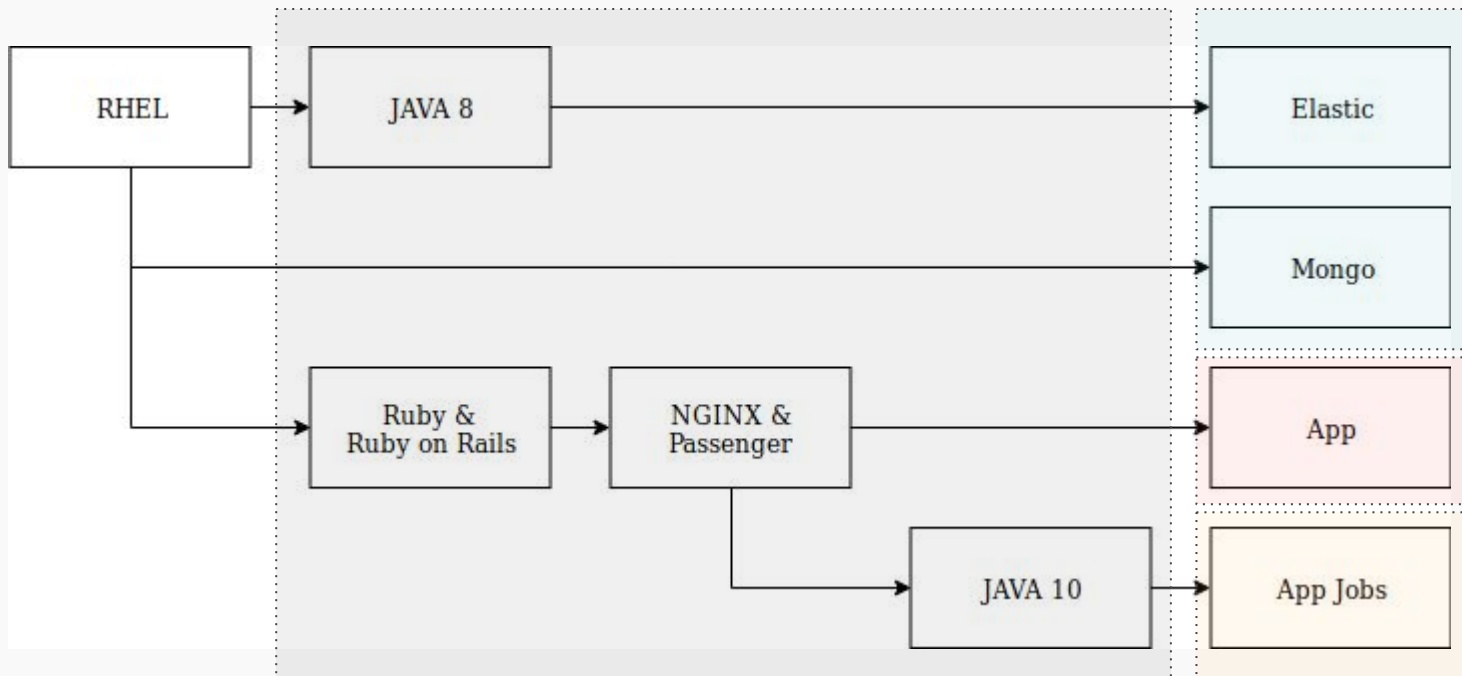 RHEL
JAVA 8
Elastic
Mongo
Ruby &
Ruby on Rails
NGINX &
Passenger
App
JAVA 10
App Jobs